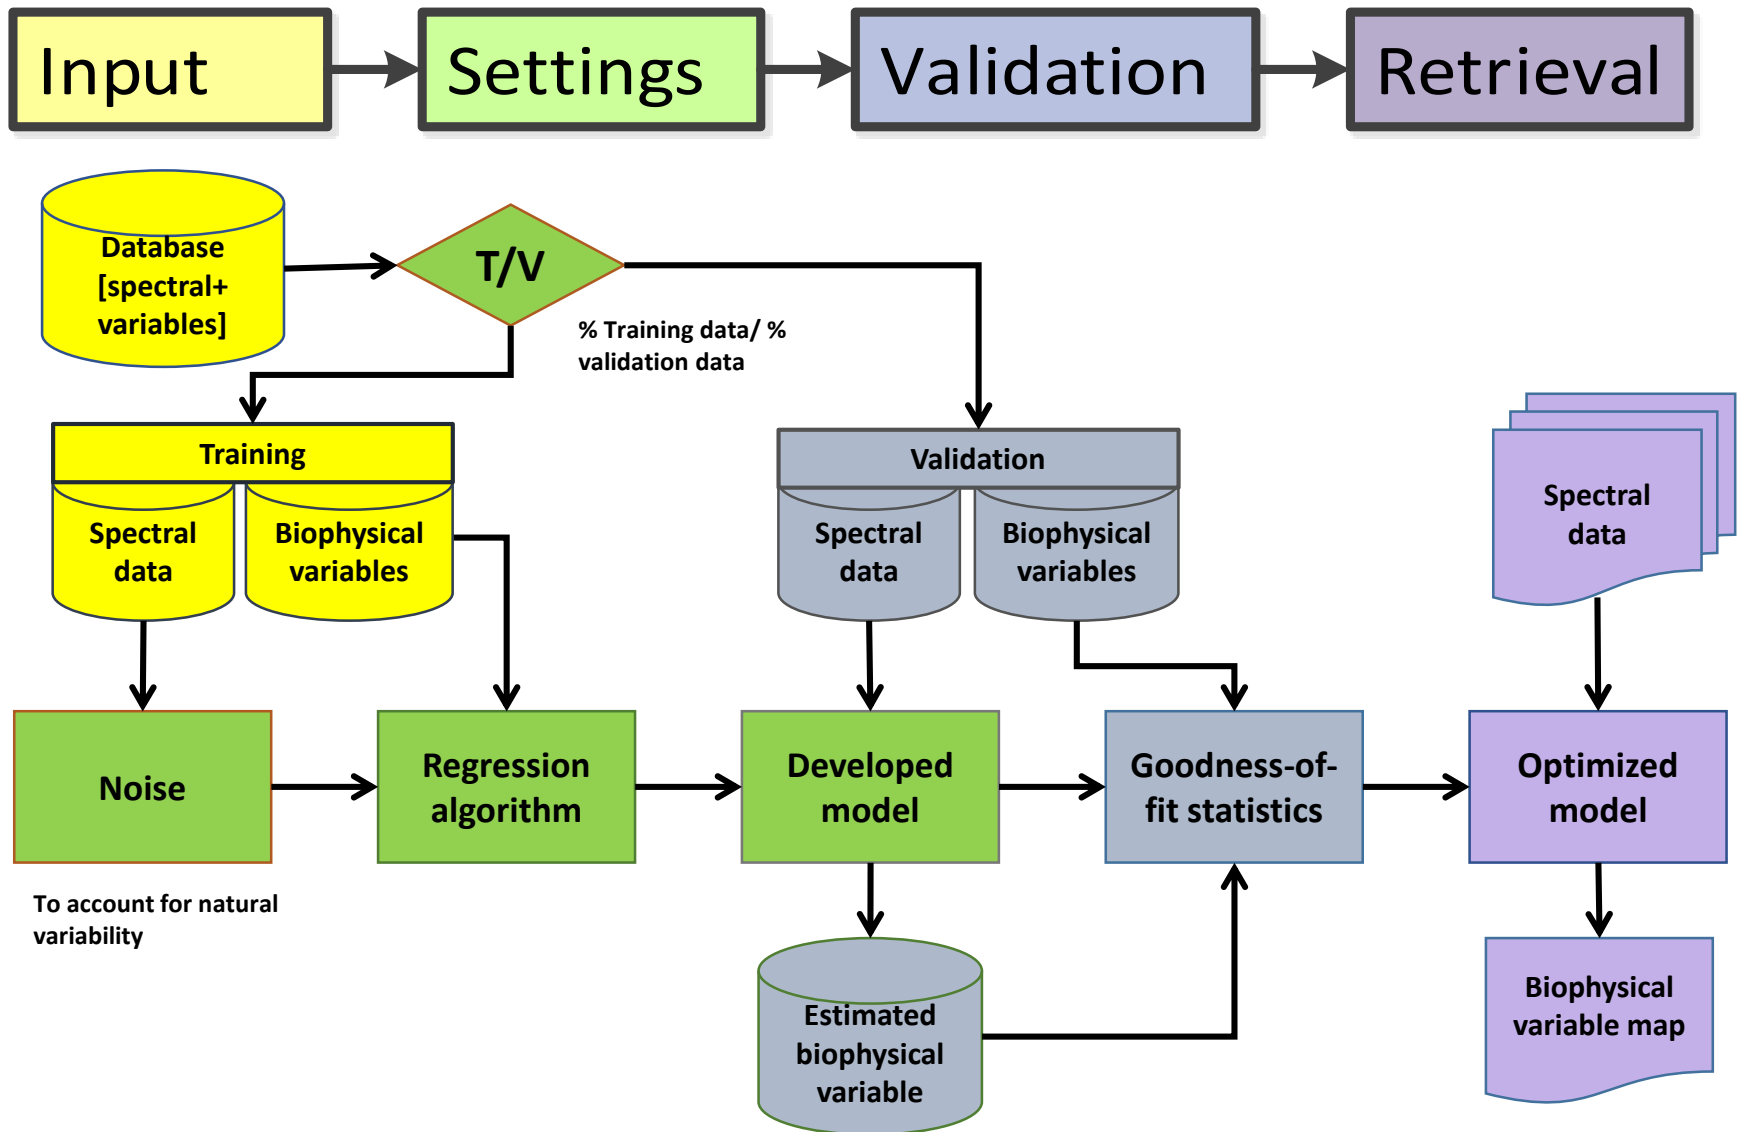 Input
Settings
Validation
Retrieval
Database
[spectral+
variables]
T/V
% Training data/ %
validation data
Training
Spectral
data
Biophysical
variables
Validation
Spectral
data
Biophysical
variables
Spectral
data
Noise
Regression
algorithm
Developed
model
Goodness-of-
fit statistics
Optimized
model
To account for natural
variability
Estimated
biophysical
variable
Biophysical
variable map